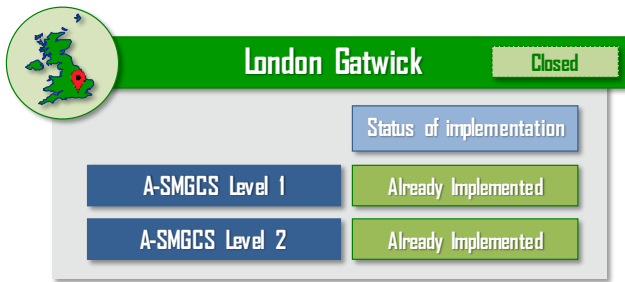 London Gatwick
Closed
Status of implementation
A-SMGCS Level 1
Already Implemented
A-SMGCS Level 2
Already Implemented